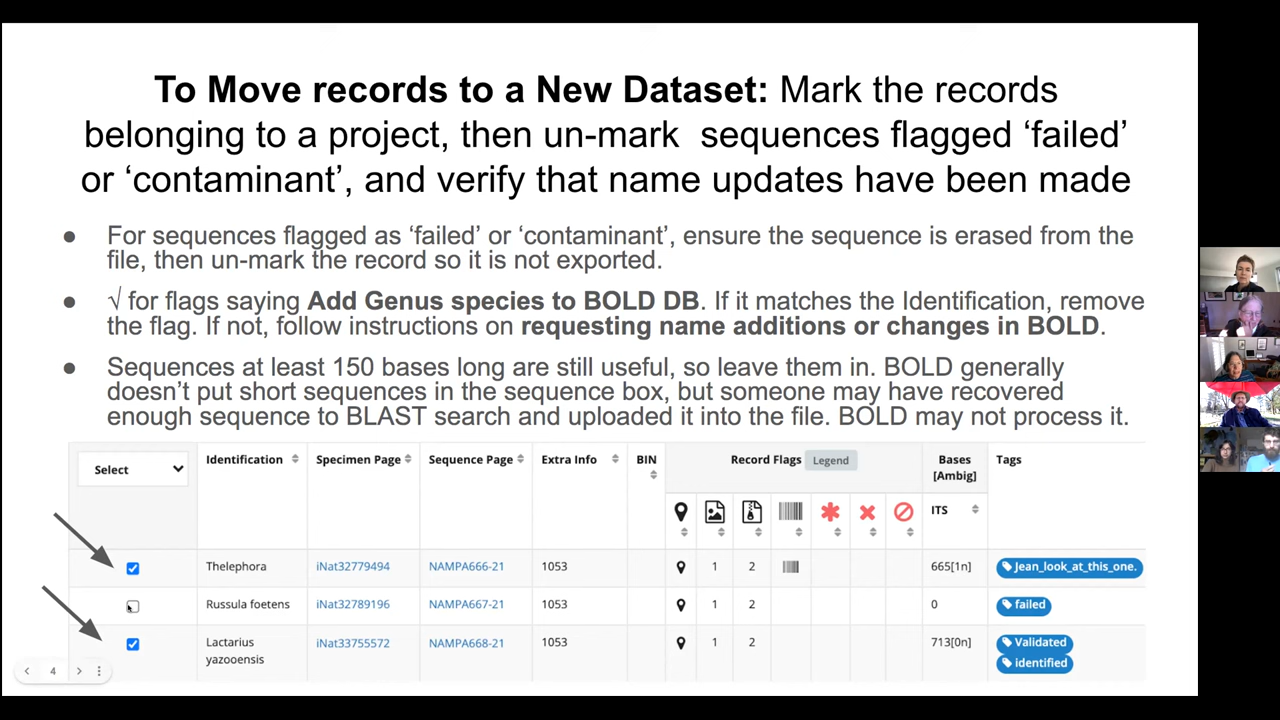 To Move records to a New Dataset: Mark the records
belonging to a project, then un-mark sequences flagged ‘failed’
or ‘contaminant’, and verify that name updates have been made
● For sequences flagged as ‘failed’ or ‘contaminant’, ensure the sequence is erased from the
file, then un-mark the record so it is not exported.
● √ for flags saying Add Genus species to BOLD DB. If it matches the Identification, remove
the flag. If not, follow instructions on requesting name additions or changes in BOLD.
● Sequences at least 150 bases long are still useful, so leave them in. BOLD generally
doesn’t put short sequences in the sequence box, but someone may have recovered
enough sequence to BLAST search and uploaded it into the file. BOLD may not process it.
Select Identification Specimen Page Sequence Page Extra Info BIN Record Flags Legend Bases Tags
[Ambig]
ITS
Thelephora iNat32779494 NAMPA666-21 1053 1 2 665[1n] Jean_look_at_this_one.
Russula foetens iNat32789196 NAMPA667-21 1053 1 2 0 failed
Lactarius iNat33755572 NAMPA668-21 1053 1 2 713[0n] Validated
yazooensis identified
4